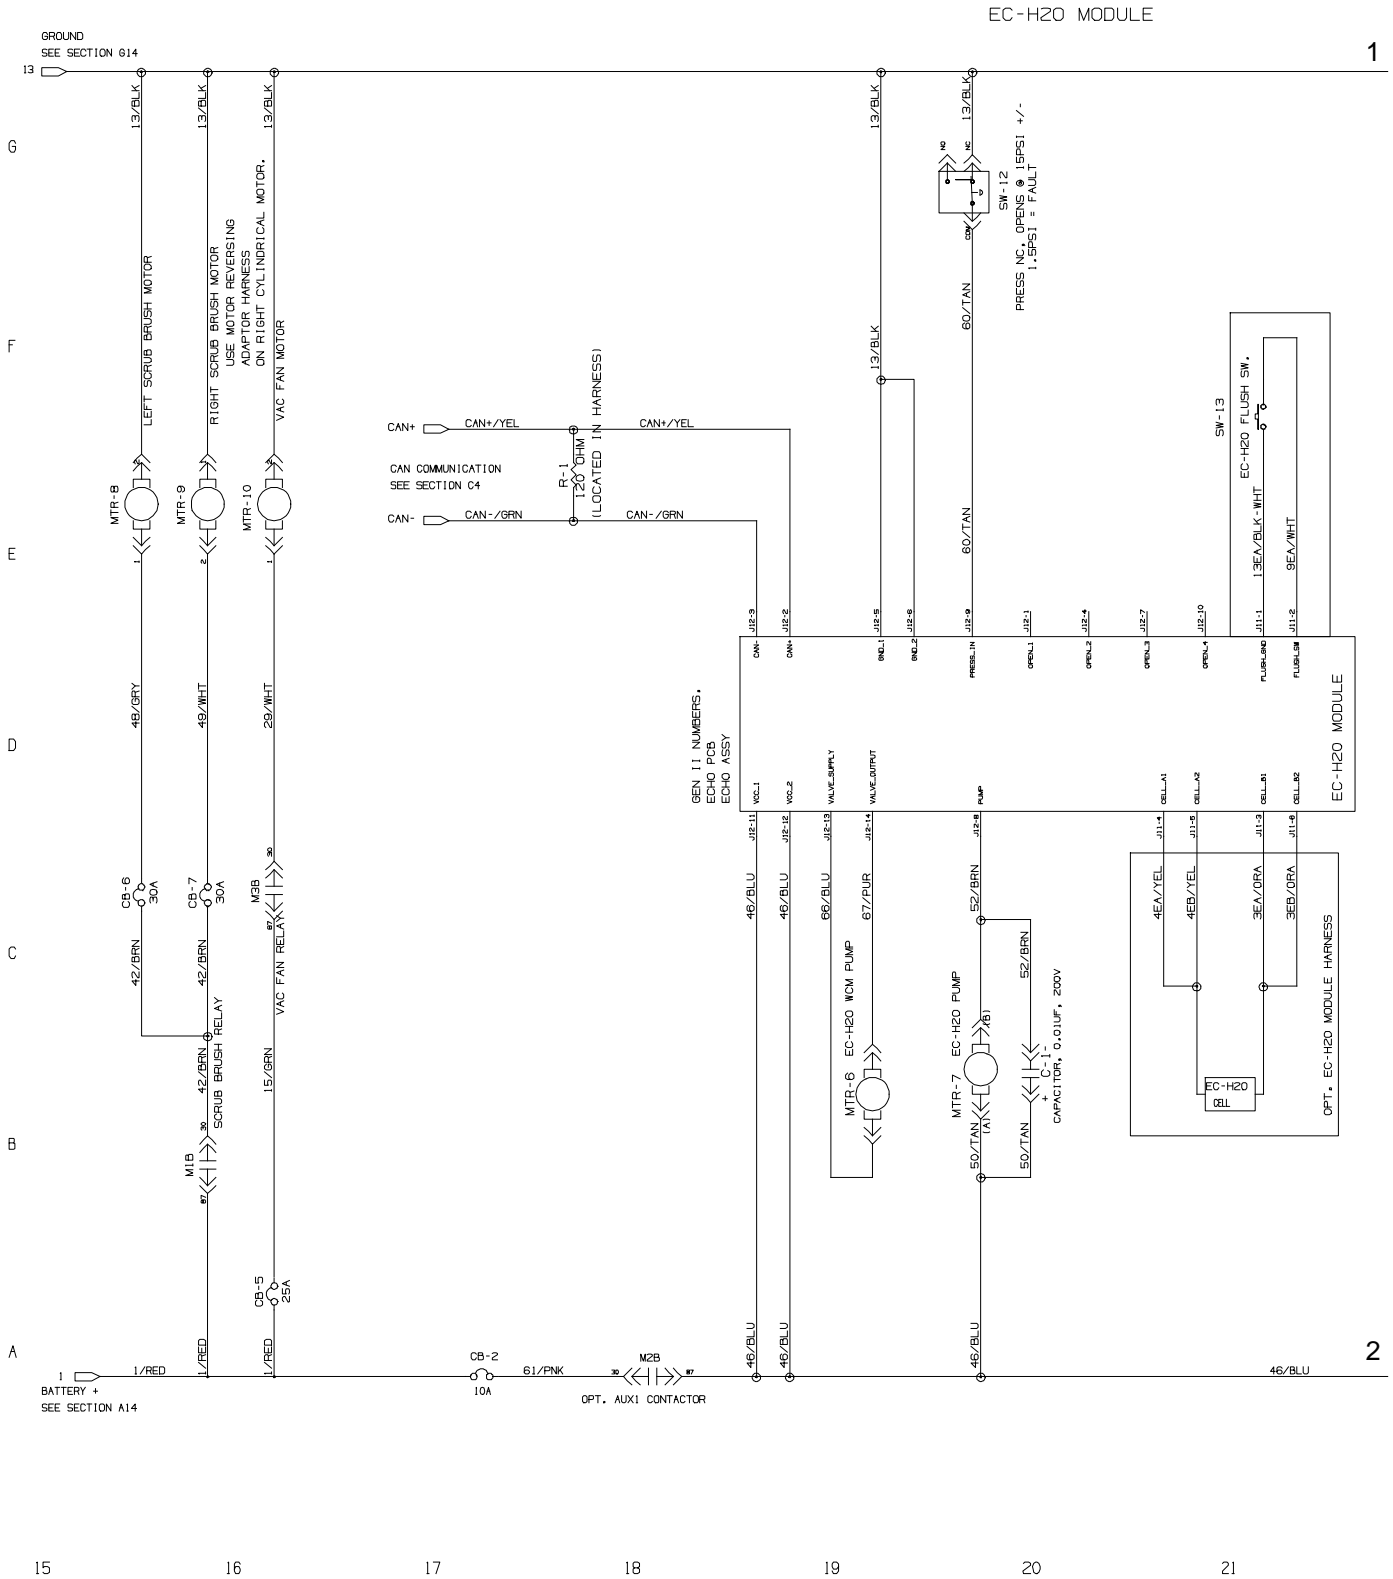 EC-H2O MODULE
GROUND
SEE SECTION G14
13
1
13/BLK
13/BLK
13/BLK
13/BLK
13/BLK
G
F
E
D
C
B
A
NO
NC
COM
SW-12
PRESS NC, OPENS @ 15PSI +/-
1.5PSI = FAULT
LEFT SCRUB BRUSH MOTOR
RIGHT SCRUB BRUSH MOTOR
USE MOTOR REVERSING
ADAPTOR HARNESS
ON RIGHT CYLINDRICAL MOTOR.
VAC FAN MOTOR
60/TAN
13/BLK
CAN+
CAN+/YEL
CAN+/YEL
CAN COMMUNICATION
SEE SECTION C4
CAN-
CAN-/GRN
CAN-/GRN
R-1
120 OHM
(LOCATED IN HARNESS)
SW-13
EC-H2O FLUSH SW.
13EA/BLK-WHT
9EA/WHT
60/TAN
2
1
2
MTR-8
MTR-9
MTR-10
1
2
1
J12-3
J12-2
J12-5
J12-6
J12-9
J12-1
J12-4
J12-7
J12-10
J11-1
J11-2
CAN-
CAN+
GND_1
GND_2
PRESS_IN
OPEN_1
OPEN_2
OPEN_3
OPEN_4
FLUSH_GND
FLUSH_SW
48/GRY
49/WHT
29/WHT
GEN II NUMBERS.
ECHO PCB
ECHO ASSY
EC-H2O MODULE
VCC_1
VCC_2
VALVE_SUPPLY
VALVE_OUTPUT
PUMP
CELL_A1
CELL_A2
CELL_B1
CELL_B2
J12-11
J12-12
J12-13
J12-14
J12-8
J11-4
J11-5
J11-3
J11-6
46/BLU
46/BLU
66/BLU
67/PUR
52/BRN
4EA/YEL
4EB/YEL
3EA/ORA
3EB/ORA
CB-6
30A
CB-7
30A
30
M3B
87
VAC FAN RELAY
42/BRN
42/BRN
42/BRN
SCRUB BRUSH RELAY
15/GRN
30
M1B
87
MTR-6
EC-H2O WCM PUMP
MTR-7
EC-H2O PUMP
(B)
(A)
52/BRN
C-1
-
+
CAPACITOR, 0.01UF, 200V
50/TAN
50/TAN
EC-H2O
CELL
OPT. EC-H2O MODULE HARNESS
CB-5
25A
1/RED
1/RED
1/RED
46/BLU
46/BLU
46/BLU
46/BLU
1
BATTERY +
SEE SECTION A14
CB-2
10A
61/PNK
30
M2B
87
OPT. AUX1 CONTACTOR
2
15
16
17
18
19
20
21